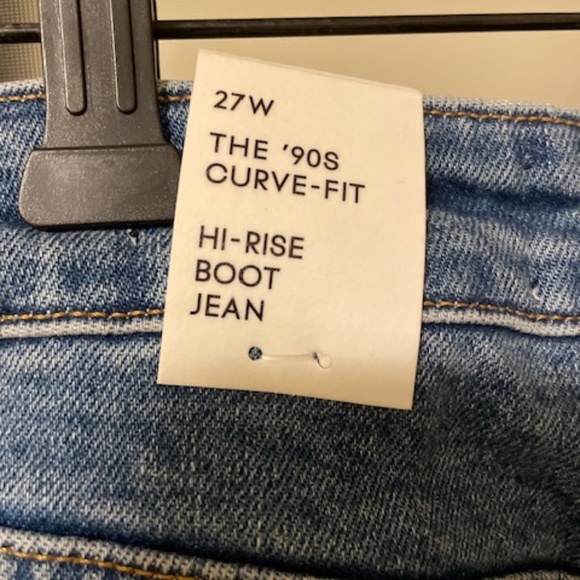 27W
THE '90S
CURVE-FIT
HI-RISE
BOOT
JEAN